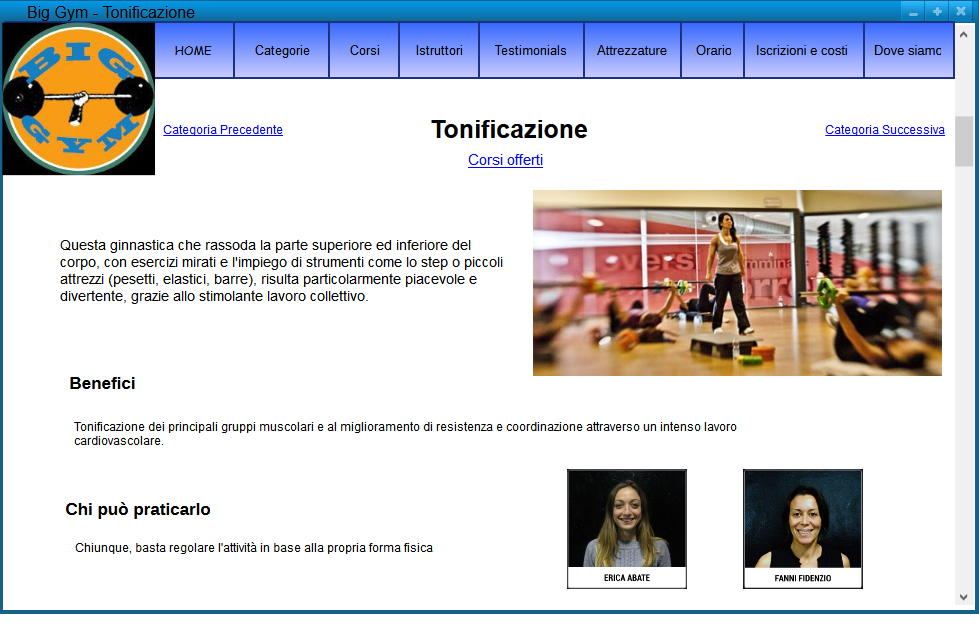 Big Gym - Tonificazione
BIG
GYM
HOME
Categorie
Corsi
Istruttori
Testimonials
Attrezzature
Orario
Iscrizioni e costi
Dove siamo
Categoria Precedente
Tonificazione
Categoria Successiva
Corsi offerti
Questa ginnastica che rassoda la parte superiore ed inferiore del
corpo, con esercizi mirati e l'impiego di strumenti come lo step o piccoli
attrezzi (pesetti, elastici, barre), risulta particolarmente piacevole e
divertente, grazie allo stimolante lavoro collettivo.
Benefici
Tonificazione dei principali gruppi muscolari e al miglioramento di resistenza e coordinazione attraverso un intenso lavoro
cardiovascolare.
Chi può praticarlo
Chiunque, basta regolare l'attività in base alla propria forma fisica
ERICA ABATE
FANNI FIDENZIO